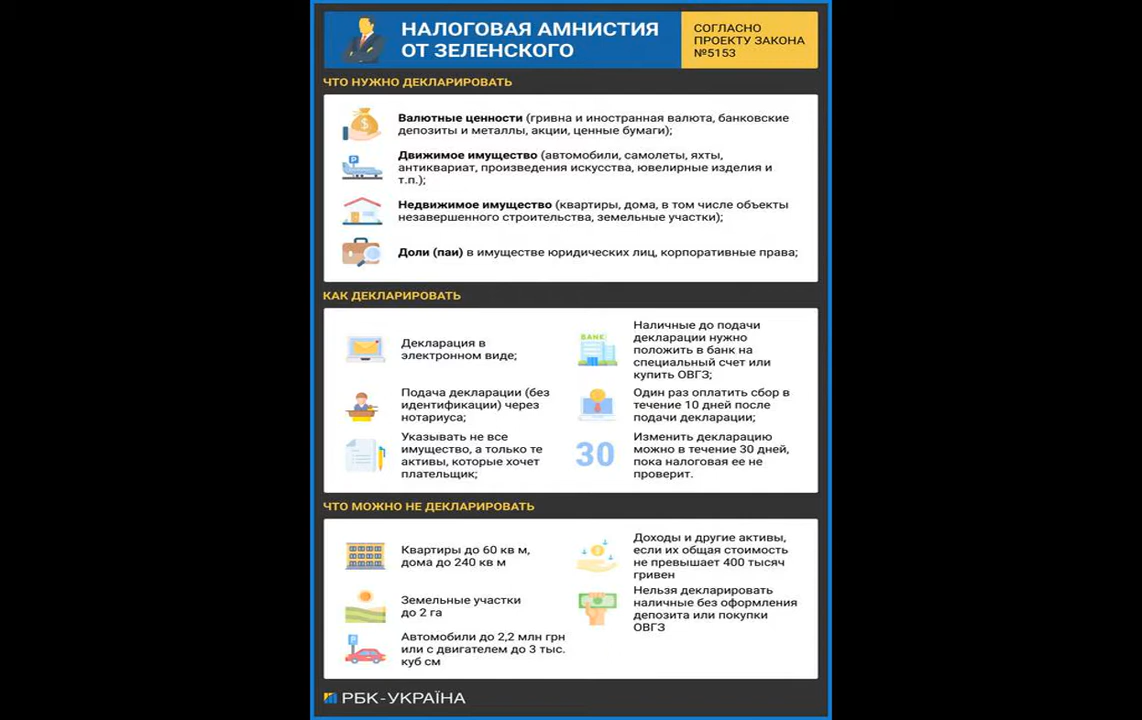 НАЛОГОВАЯ АМНИСТИЯ
ОТ ЗЕЛЕНСКОГО
СОГЛАСНО
ПРОЕКТУ ЗАКОНА
№5153
ЧТО НУЖНО ДЕКЛАРИРОВАТЬ
Валютные ценности (гривна и иностранная валюта, банковские
депозиты и металлы, акции, ценные бумаги);
Движимое имущество (автомобили, самолеты, яхты,
антиквариат, произведения искусства, ювелирные изделия и
т.п.);
Недвижимое имущество (квартиры, дома, в том числе объекты
незавершенного строительства, земельные участки);
Доли (паи) в имуществе юридических лиц, корпоративные права;
КАК ДЕКЛАРИРОВАТЬ
Декларация в
электронном виде;
Подача декларации (без
идентификации) через
нотариуса;
Указывать не все
имущество, а только те
активы, которые хочет
плательщик;
BANK
Наличные до подачи
декларации нужно
положить в банк на
специальный счет или
купить ОВГЗ;
Один раз оплатить сбор в
течение 10 дней после
подачи декларации;
30
Изменить декларацию
можно в течение 30 дней,
пока налоговая ее не
проверит.
ЧТО МОЖНО НЕ ДЕКЛАРИРОВАТЬ
Квартиры до 60 кв м,
дома до 240 кв м
Земельные участки
до 2 га
Автомобили до 2,2 млн грн
или с двигателем до 3 тыс.
куб см
Доходы и другие активы,
если их общая стоимость
не превышает 400 тысяч
гривен
Нельзя декларировать
наличные без оформления
депозита или покупки
ОВГЗ
РБК-УКРАЇНА